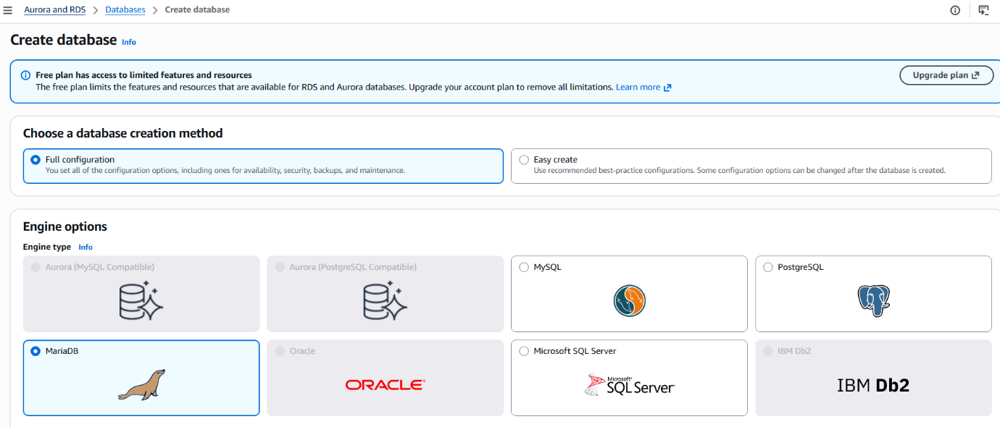 Aurora and RDS > Databases > Create database
Create database Info
Free plan has access to limited features and resources
The free plan limits the features and resources that are available for RDS and Aurora databases. Upgrade your account plan to remove all limitations. Learn more
Upgrade plan
Choose a database creation method
Full configuration
You set all of the configuration options, including ones for availability, security, backups, and maintenance.
Easy create
Use recommended best-practice configurations. Some configuration options can be changed after the database is created.
Engine options
Engine type Info
Aurora (MySQL Compatible)
Aurora (PostgreSQL Compatible)
MySQL
PostgreSQL
MariaDB
Oracle
ORACLE
Microsoft SQL Server
Microsoft
SQL Server
IBM Db2
IBM Db2